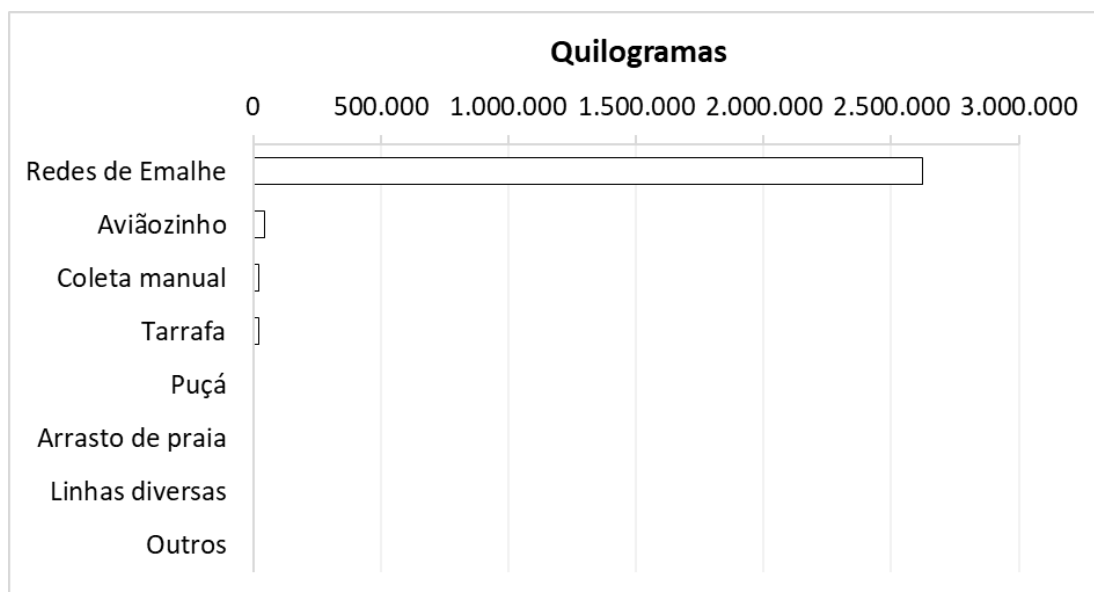 Quilogramas
0 500.000 1.000.000 1.500.000 2.000.000 2.500.000 3.000.000
Redes de Emalhe
Aviãozinho
Coleta manual
Tarrafa
Puçá
Arrasto de praia
Linhas diversas
Outros